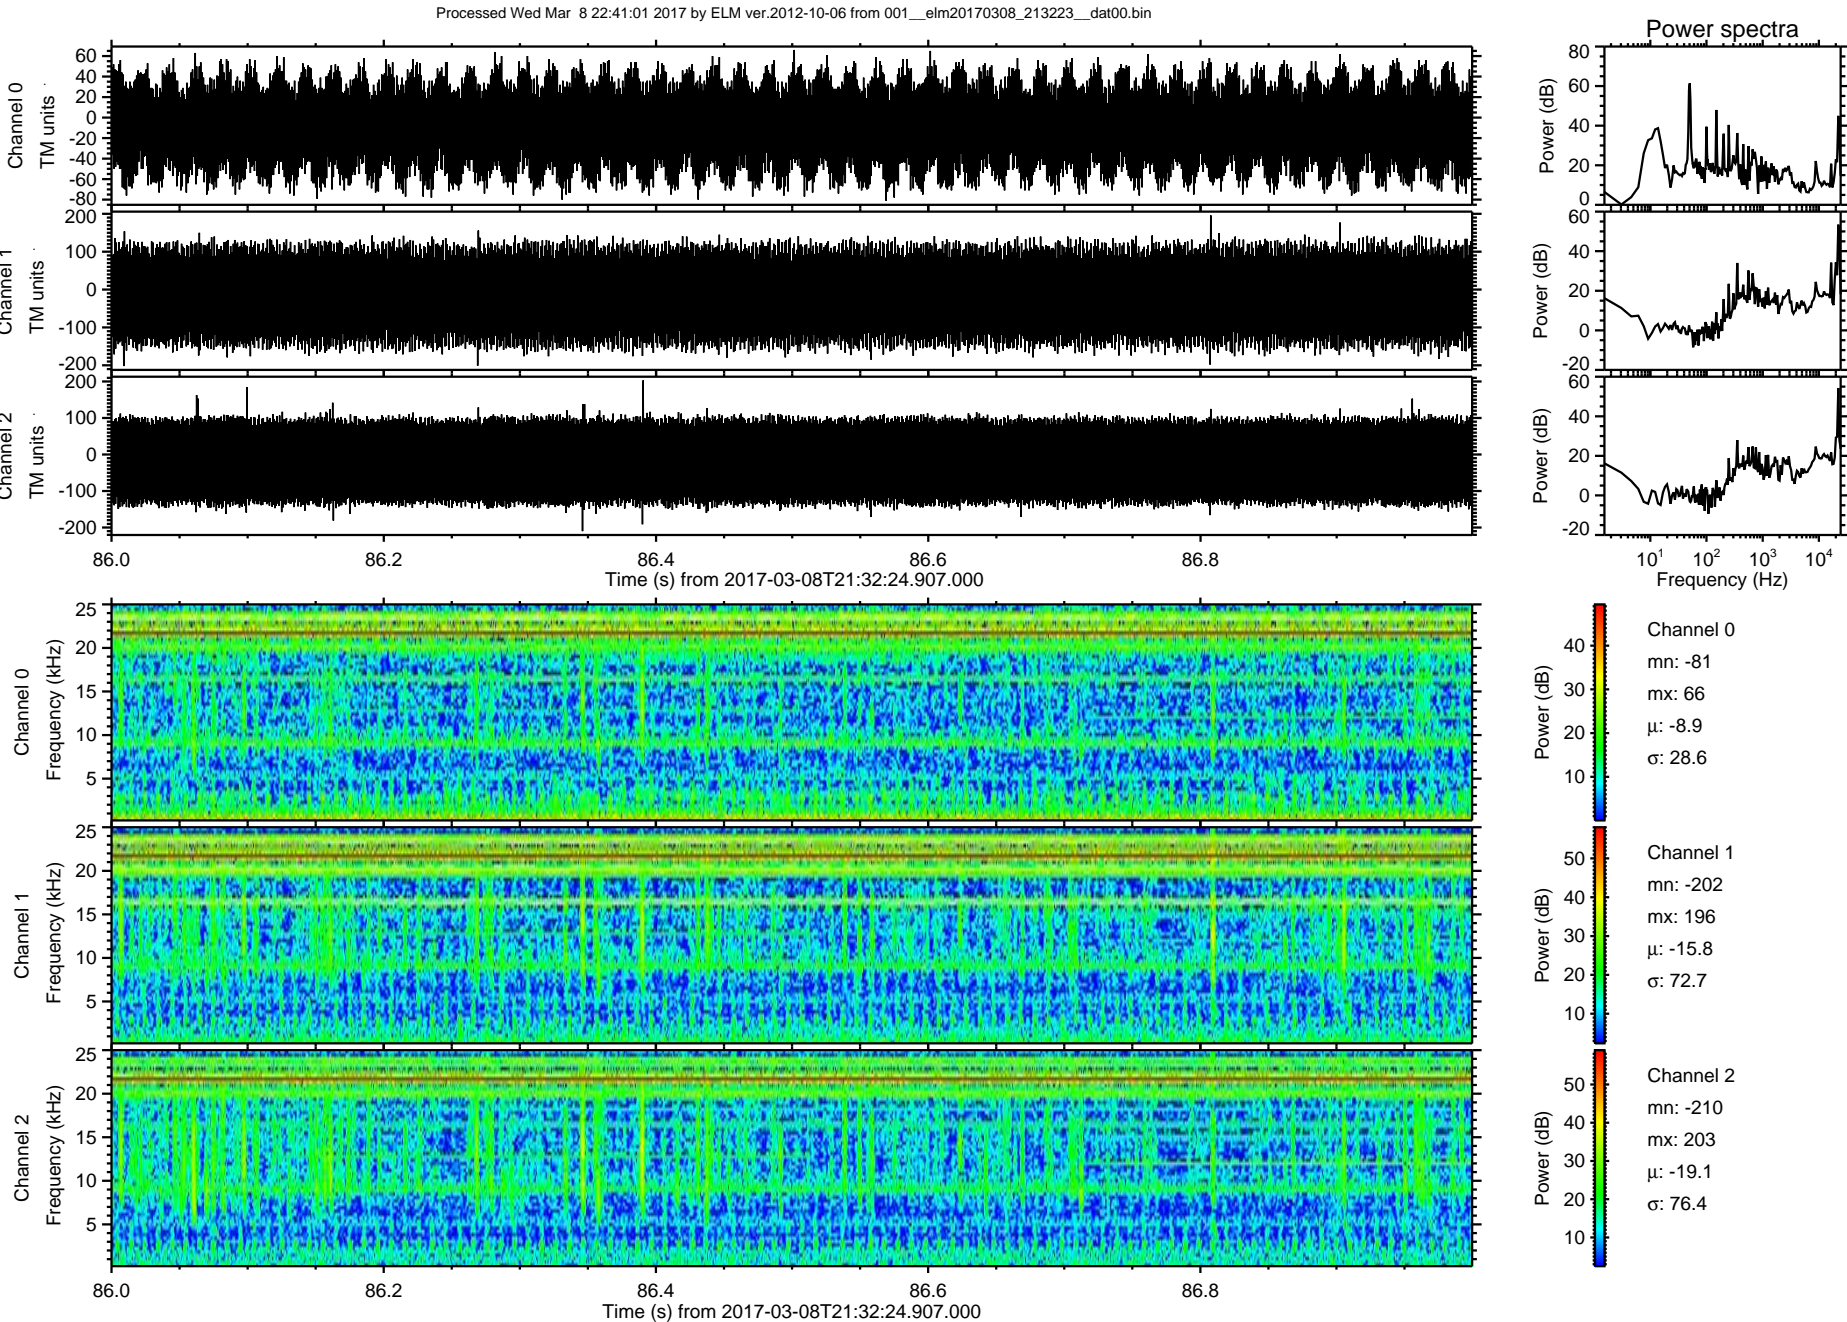 Processed Wed Mar  8 22:41:01 2017 by ELM ver.2012-10-06 from 001__elm20170308_213223__dat00.bin
Power spectra
Channel 0
TM units
60
40
20
0
-20
-40
-60
-80
Power (dB)
80
60
40
20
0
Channel 1
TM units
200
100
0
-100
-200
Power (dB)
60
40
20
0
-20
Channel 2
TM units
200
100
0
-100
-200
Power (dB)
60
40
20
0
-20
86.0 86.2 86.4 86.6 86.8
Time (s) from 2017-03-08T21:32:24.907.000
10¹ 10² 10³ 10⁴
Frequency (Hz)
Channel 0
Frequency (kHz)
25
20
15
10
5
Power (dB)
40
30
20
10
Channel 0
mn: -81
mx: 66
μ: -8.9
σ: 28.6
Channel 1
Frequency (kHz)
25
20
15
10
5
Power (dB)
50
40
30
20
10
Channel 1
mn: -202
mx: 196
μ: -15.8
σ: 72.7
Channel 2
Frequency (kHz)
25
20
15
10
5
Power (dB)
50
40
30
20
10
Channel 2
mn: -210
mx: 203
μ: -19.1
σ: 76.4
86.0 86.2 86.4 86.6 86.8
Time (s) from 2017-03-08T21:32:24.907.000